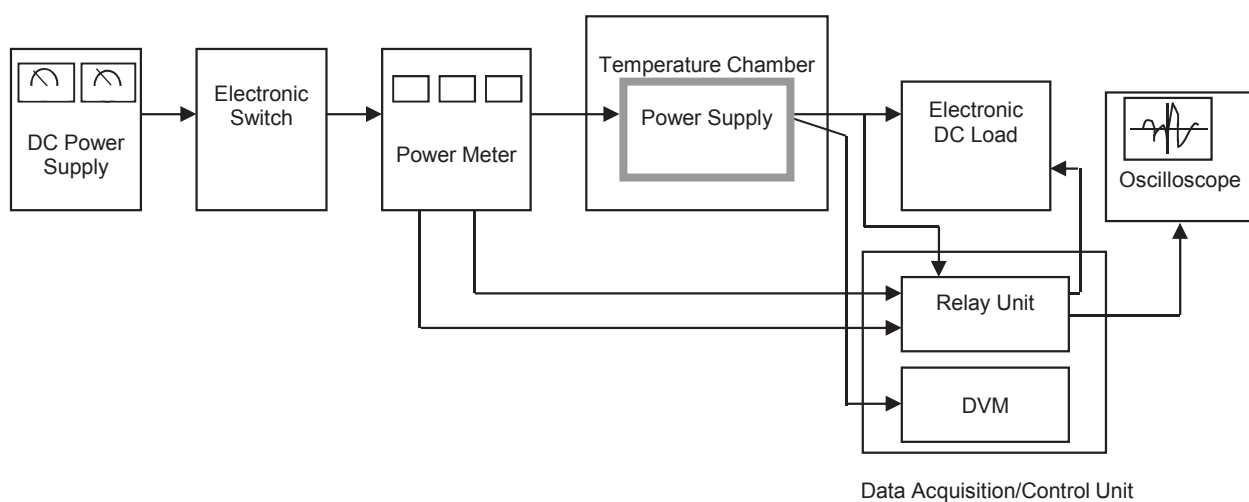 DC Power
Supply
Electronic
Switch
Power Meter
Temperature Chamber
Power Supply
Electronic
DC Load
Oscilloscope
Relay Unit
DVM
Data Acquisition/Control Unit